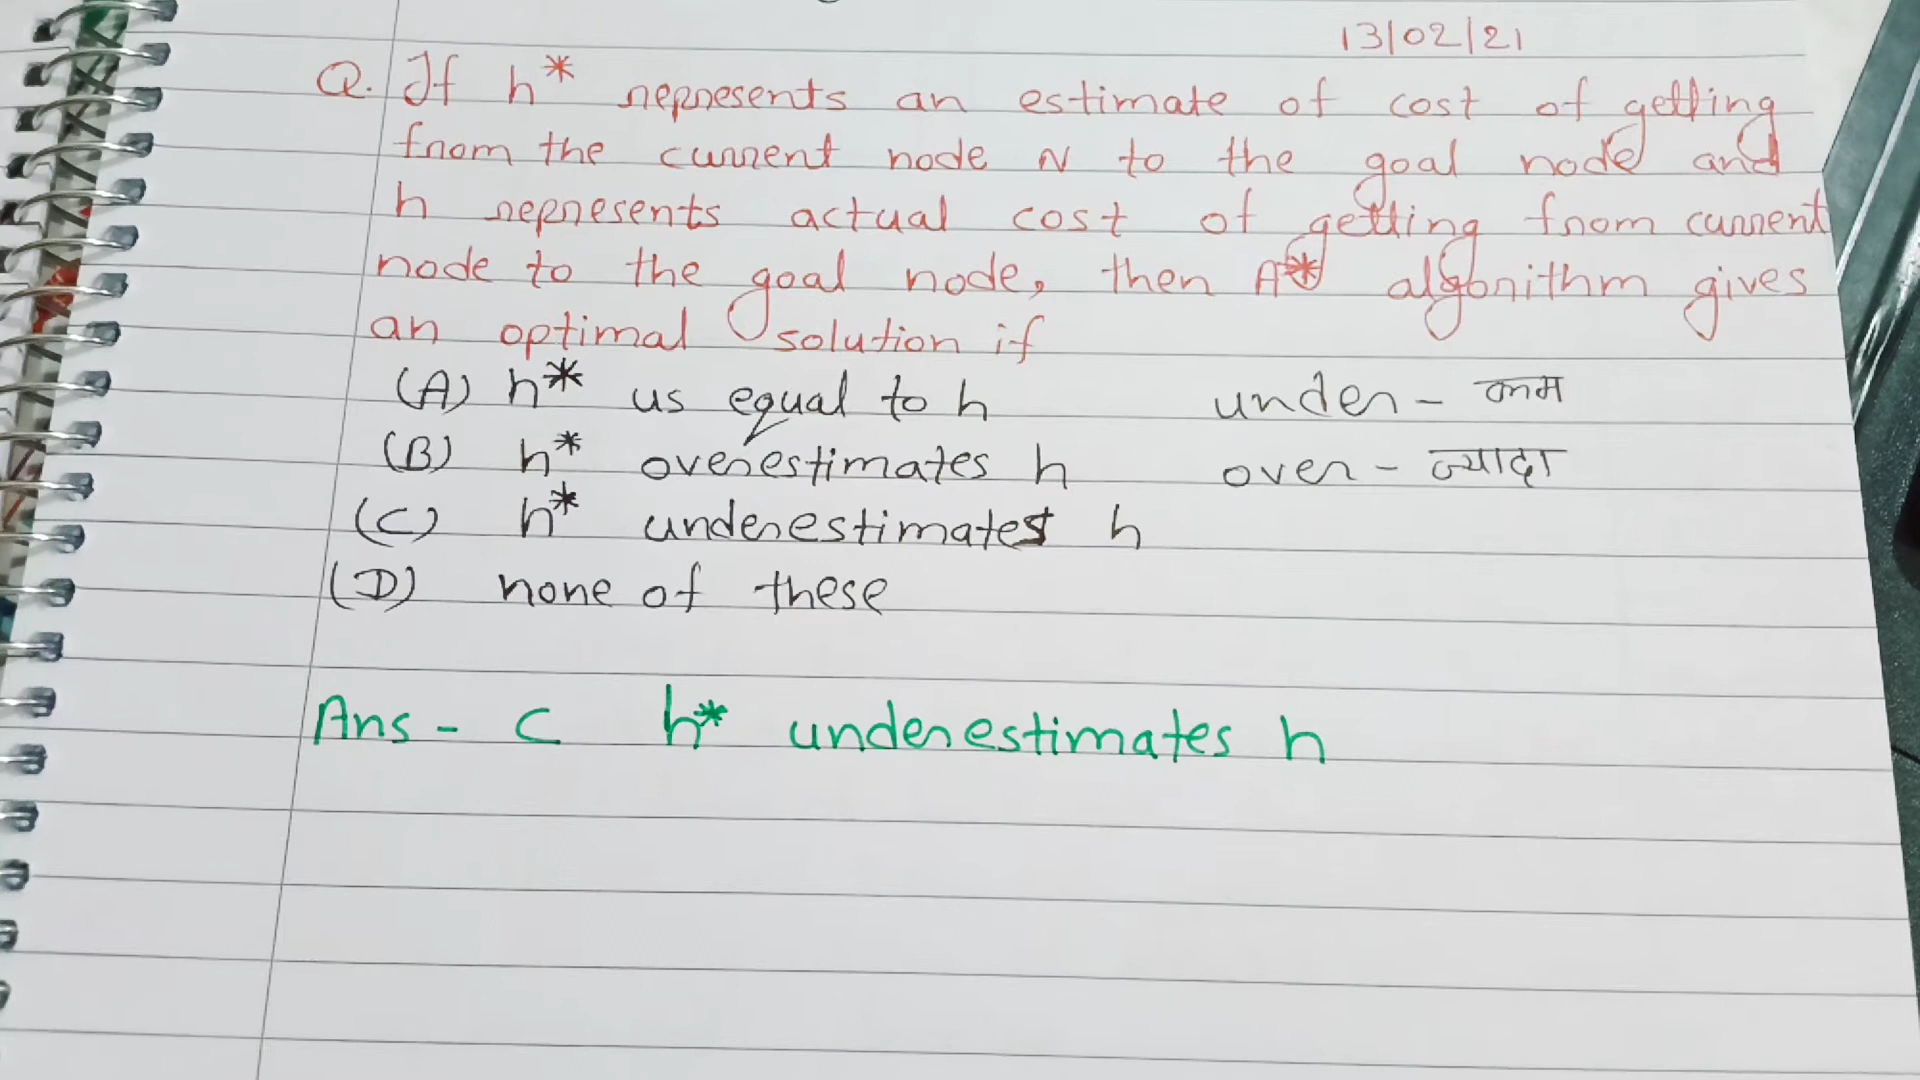 13/02/21
Q. If h* represents an estimate of cost of getting
from the current node N to the goal node and
h represents actual cost of getting from current
node to the goal node, then A* algorithm gives
an optimal solution if
(A) h* us equal to h under - कम
(B) h* overestimates h over - ज्यादा
(C) h* underestimates h
(D) none of these
Ans - C h* underestimates h